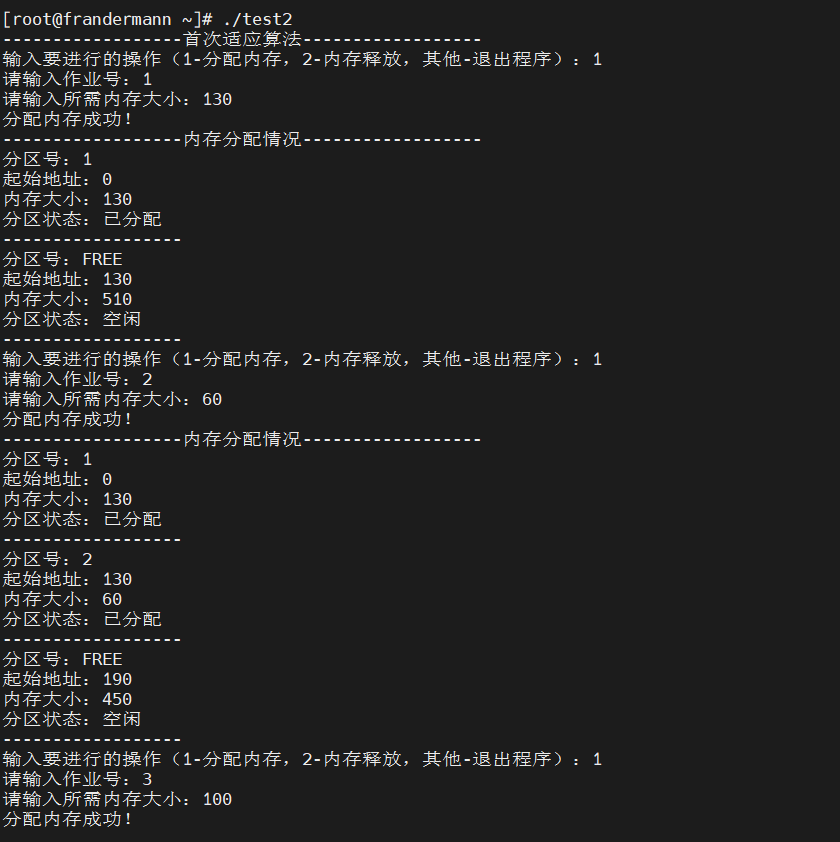 [root@frandermann ~]# ./test2
------------------首次适应算法------------------
输入要进行的操作（1-分配内存，2-内存释放，其他-退出程序）：1
请输入作业号：1
请输入所需内存大小：130
分配内存成功！
------------------内存分配情况------------------
分区号：1
起始地址：0
内存大小：130
分区状态：已分配
------------------
分区号：FREE
起始地址：130
内存大小：510
分区状态：空闲
------------------
输入要进行的操作（1-分配内存，2-内存释放，其他-退出程序）：1
请输入作业号：2
请输入所需内存大小：60
分配内存成功！
------------------内存分配情况------------------
分区号：1
起始地址：0
内存大小：130
分区状态：已分配
------------------
分区号：2
起始地址：130
内存大小：60
分区状态：已分配
------------------
分区号：FREE
起始地址：190
内存大小：450
分区状态：空闲
------------------
输入要进行的操作（1-分配内存，2-内存释放，其他-退出程序）：1
请输入作业号：3
请输入所需内存大小：100
分配内存成功！